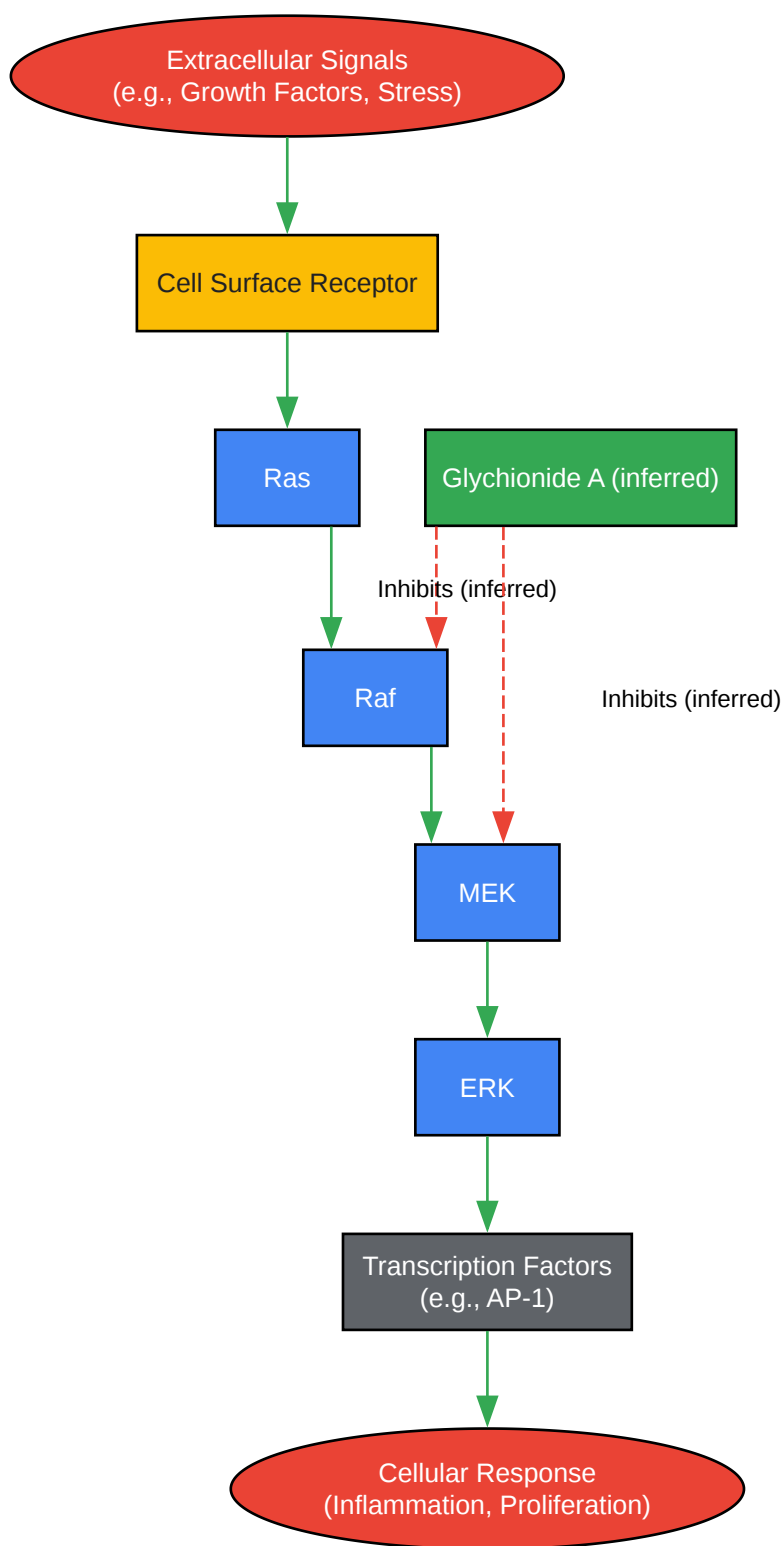 Extracellular Signals
(e.g., Growth Factors, Stress)
Cell Surface Receptor
Ras
Glychionide A (inferred)
Inhibits (inferred)
Raf
Inhibits (inferred)
MEK
ERK
Transcription Factors
(e.g., AP-1)
Cellular Response
(Inflammation, Proliferation)